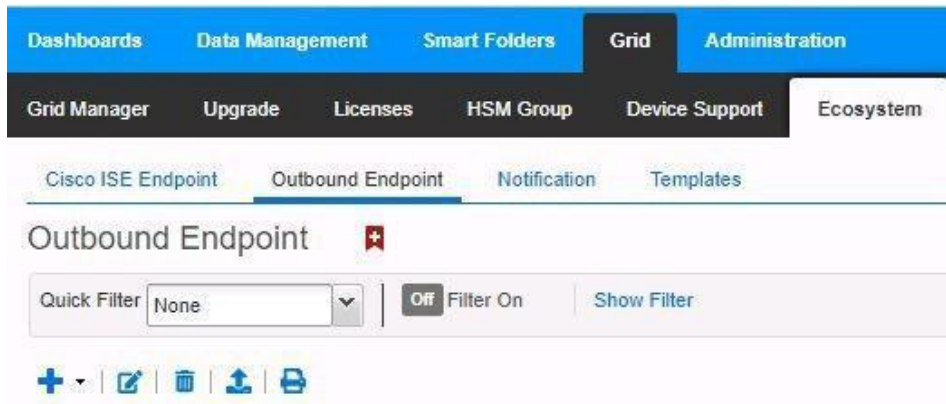 Dashboards Data Management Smart Folders Grid Administration
Grid Manager Upgrade Licenses HSM Group Device Support Ecosystem
Cisco ISE Endpoint Outbound Endpoint Notification Templates
Outbound Endpoint
Quick Filter None Off Filter On Show Filter